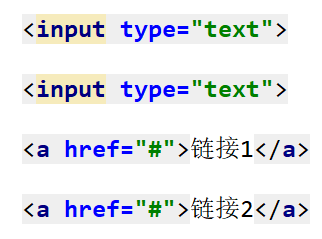 <input type="text">
<input type="text">
<a href="#">链接1</a>
<a href="#">链接2</a>